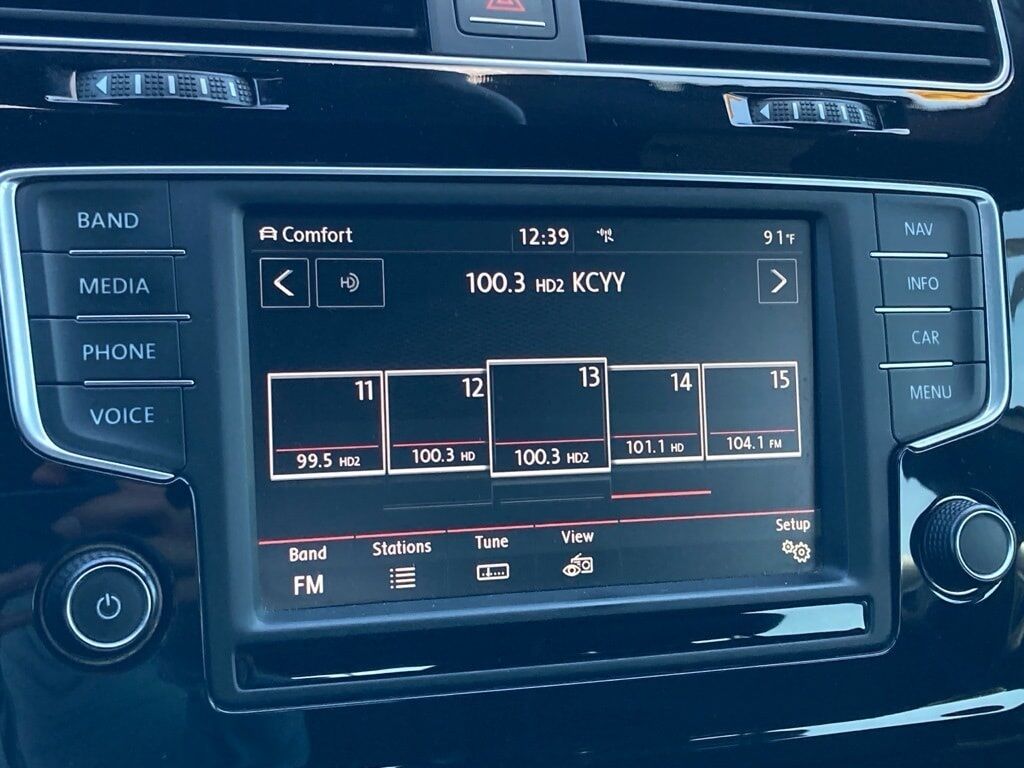 BAND
MEDIA
PHONE
VOICE
Comfort 12:39 91°F
HD
100.3 HD2 KCYY
11 12 13 14 15
99.5 HD2 100.3 HD 100.3 HD2 101.1 HD 104.1 FM
Band Stations Tune View Setup
FM
NAV
INFO
CAR
MENU